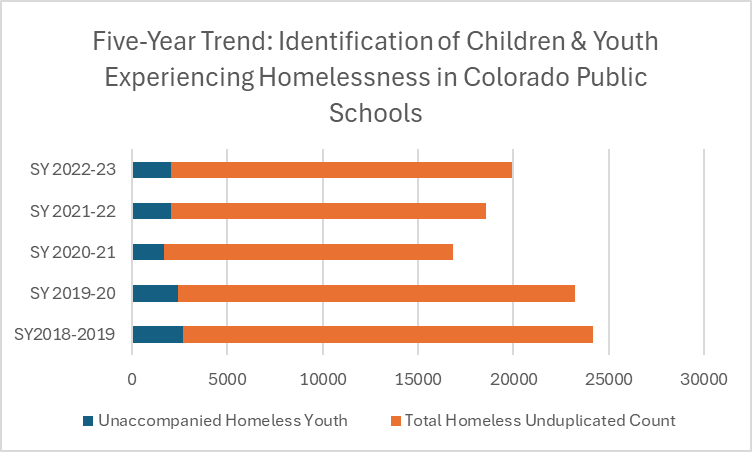 Five-Year Trend: Identification of Children & Youth
Experiencing Homelessness in Colorado Public
Schools
SY 2022-23
SY 2021-22
SY 2020-21
SY 2019-20
SY2018-2019
0 5000 10000 15000 20000 25000 30000
Unaccompanied Homeless Youth Total Homeless Unduplicated Count